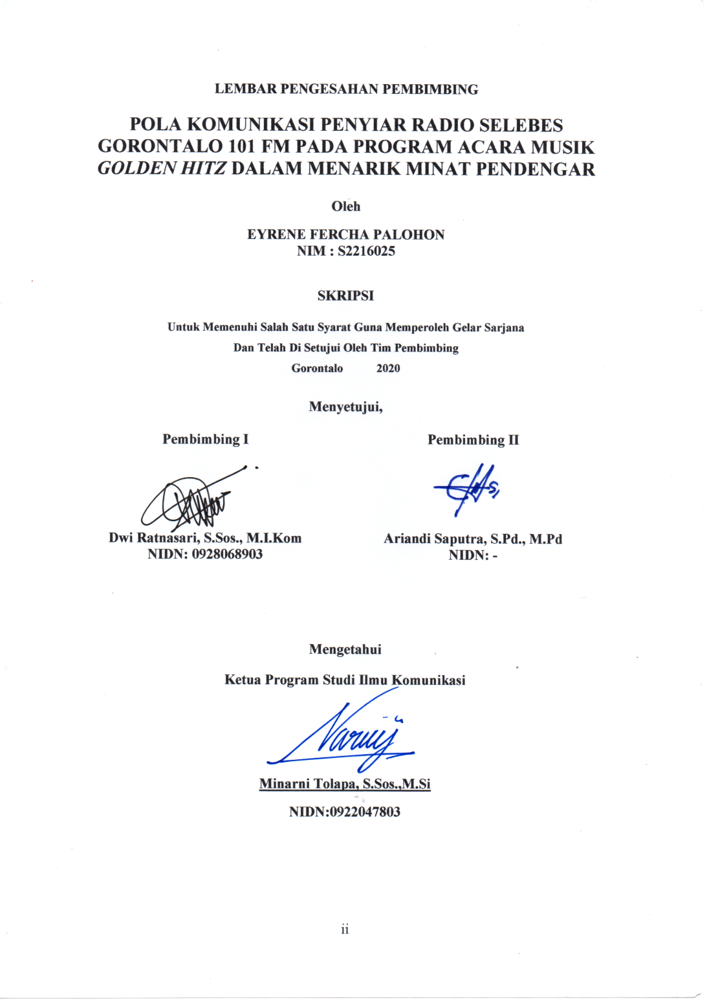 LEMBAR PENGESAHAN PEMBIMBING
POLA KOMUNIKASI PENYIAR RADIO SELEBES
GORONTALO 101 FM PADA PROGRAM ACARA MUSIK
GOLDEN HITZ DALAM MENARIK MINAT PENDENGAR
Oleh
EYRENE FERCHA PALOHON
NIM : S2216025
SKRIPSI
Untuk Memenuhi Salah Satu Syarat Guna Memperoleh Gelar Sarjana
Dan Telah Di Setujui Oleh Tim Pembimbing
Gorontalo 2020
Menyetujui,
Pembimbing I
Dwi Ratnasari, S.Sos., M.I.Kom
NIDN: 0928068903
Pembimbing II
Ariandi Saputra, S.Pd., M.Pd
NIDN: -
Mengetahui
Ketua Program Studi Ilmu Komunikasi
Minarni Tolapa, S.Sos.,M.Si
NIDN:0922047803
ii